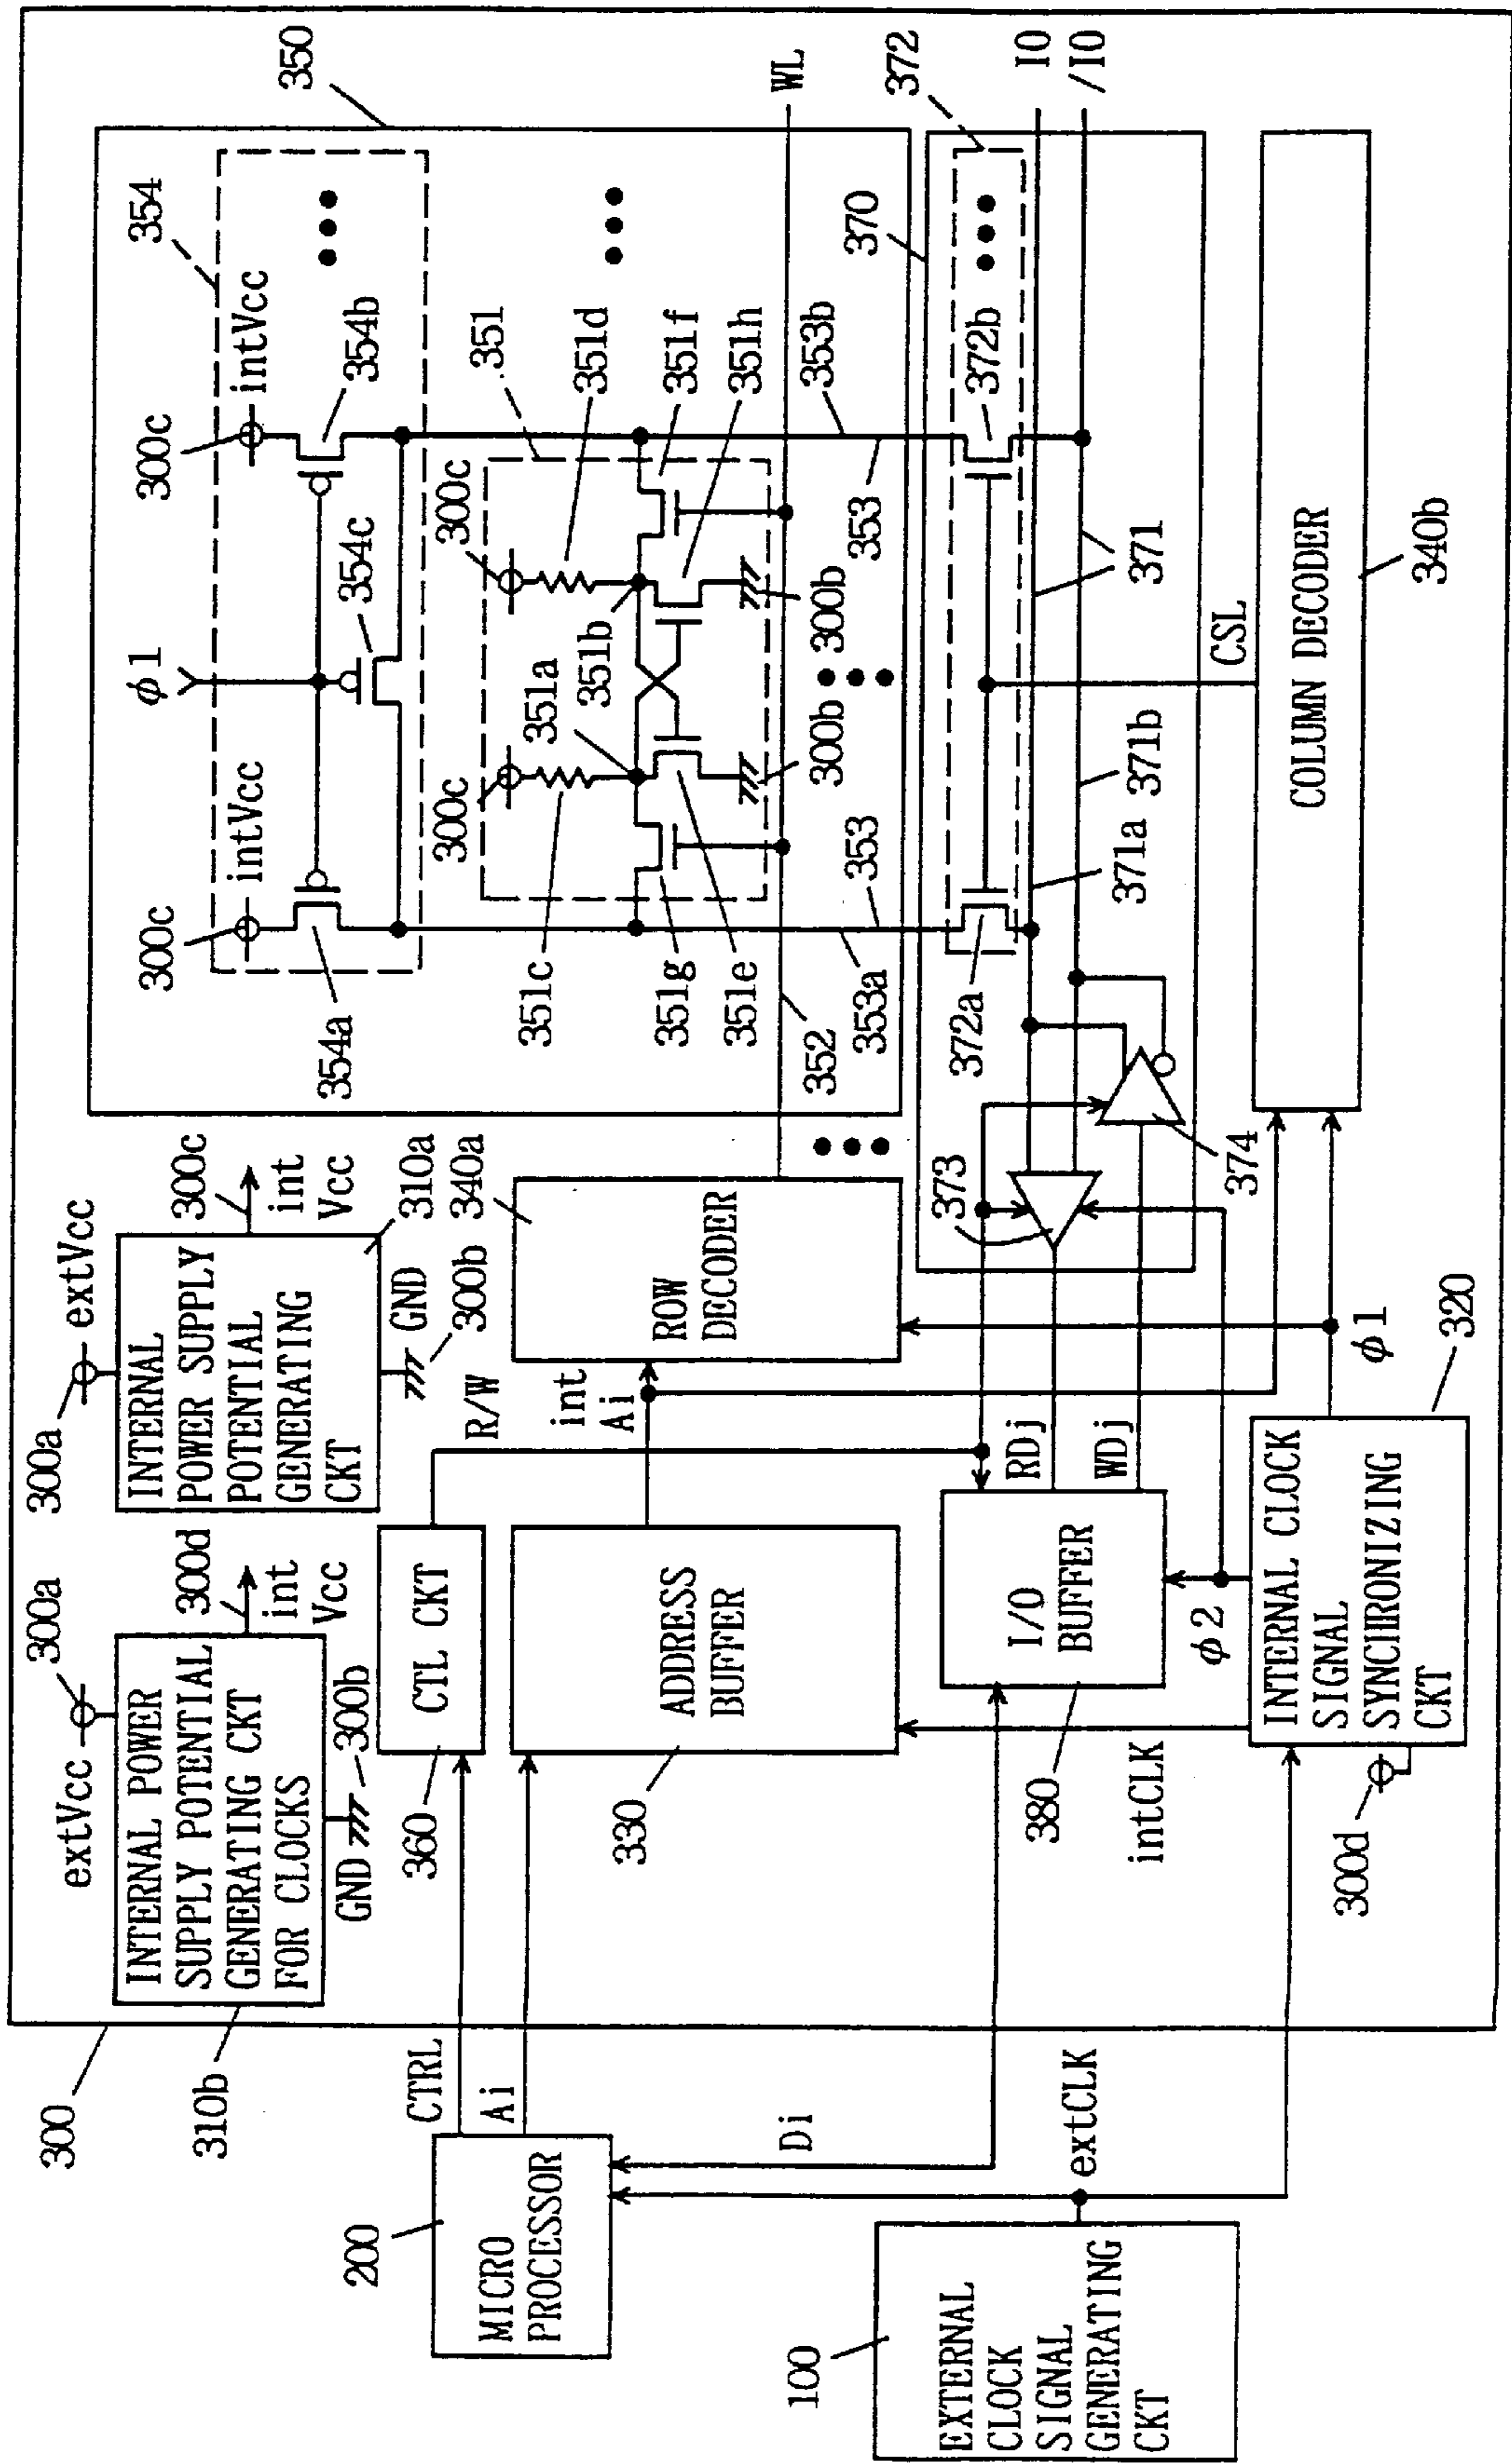 300
310b
extVcc
300a
INTERNAL POWER
SUPPLY POTENTIAL
GENERATING CKT
FOR CLOCKS
300d
int
Vcc
GND
300b
300a
extVcc
INTERNAL
POWER SUPPLY
POTENTIAL
GENERATING
CKT
300c
int
Vcc
310a
GND
300b
200
MICRO
PROCESSOR
CTRL
Ai
Di
100
EXTERNAL
CLOCK
SIGNAL
GENERATING
CKT
extCLK
360
CTL CKT
R/W
330
ADDRESS
BUFFER
int
Ai
340a
ROW
DECODER
380
I/O
BUFFER
RDj
WDj
intCLK
φ2
300d
INTERNAL CLOCK
SIGNAL
SYNCHRONIZING
CKT
320
φ1
350
354
300c
intVcc
φ1
300c
intVcc
354a
354c
354b
351
300c
300c
351c
351a
351b
351d
351g
351e
351f
351h
300b
300b
352
WL
353a
353
353
353b
370
372
372a
372b
IO
/IO
373
374
371a
371b
371
CSL
COLUMN DECODER
340b